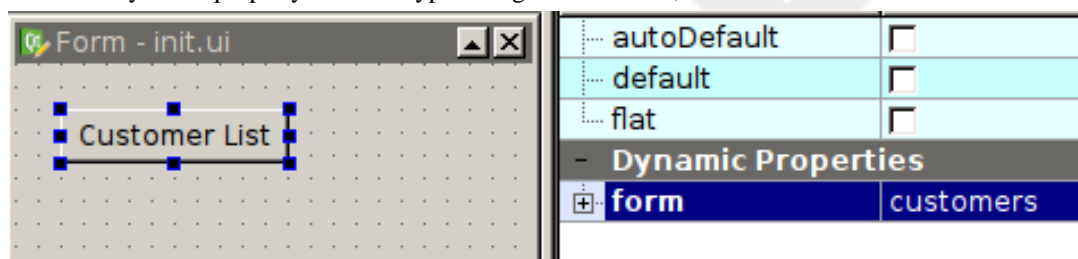 Form - init.ui
Customer List
autoDefault
default
flat
Dynamic Properties
form customers